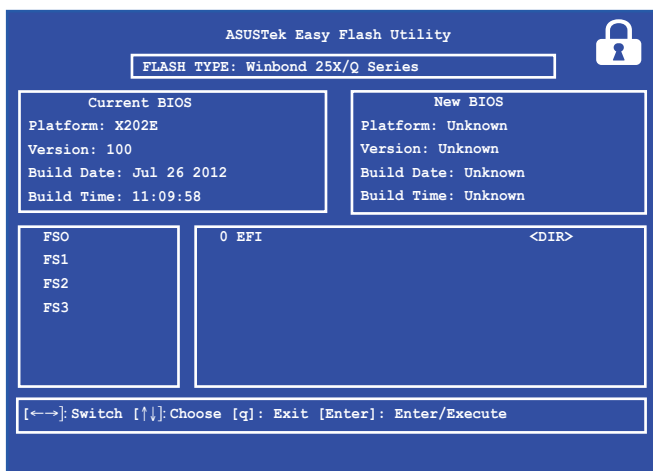 ASUSTek Easy Flash Utility
FLASH TYPE: Winbond 25X/Q Series
Current BIOS
Platform: X202E
Version: 100
Build Date: Jul 26 2012
Build Time: 11:09:58
New BIOS
Platform: Unknown
Version: Unknown
Build Date: Unknown
Build Time: Unknown
FSO
FS1
FS2
FS3
0 EFI <DIR>
[←→]: Switch [↑↓]: Choose [q]: Exit [Enter]: Enter/Execute